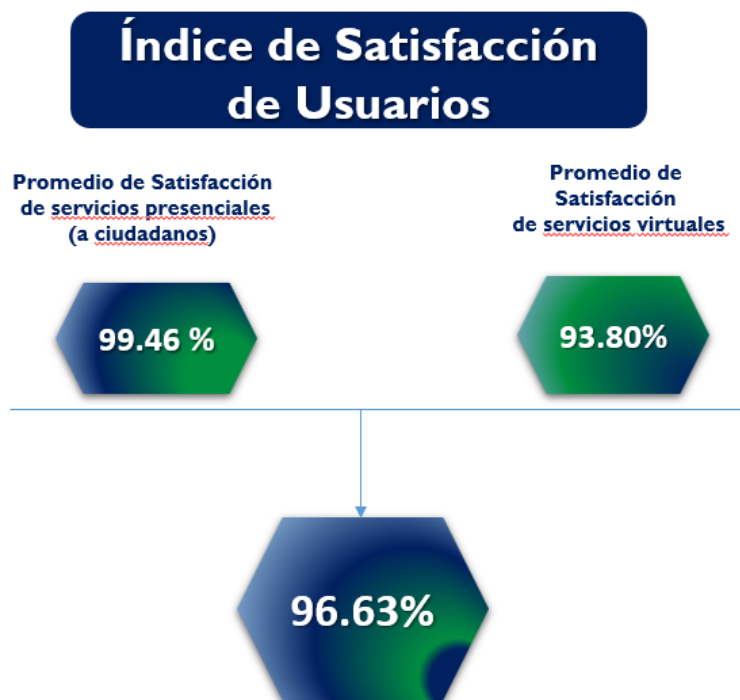 Índice de Satisfacción
de Usuarios
Promedio de Satisfacción
de servicios presenciales
(a ciudadanos)
Promedio de
Satisfacción
de servicios virtuales
99.46 %
93.80%
96.63%